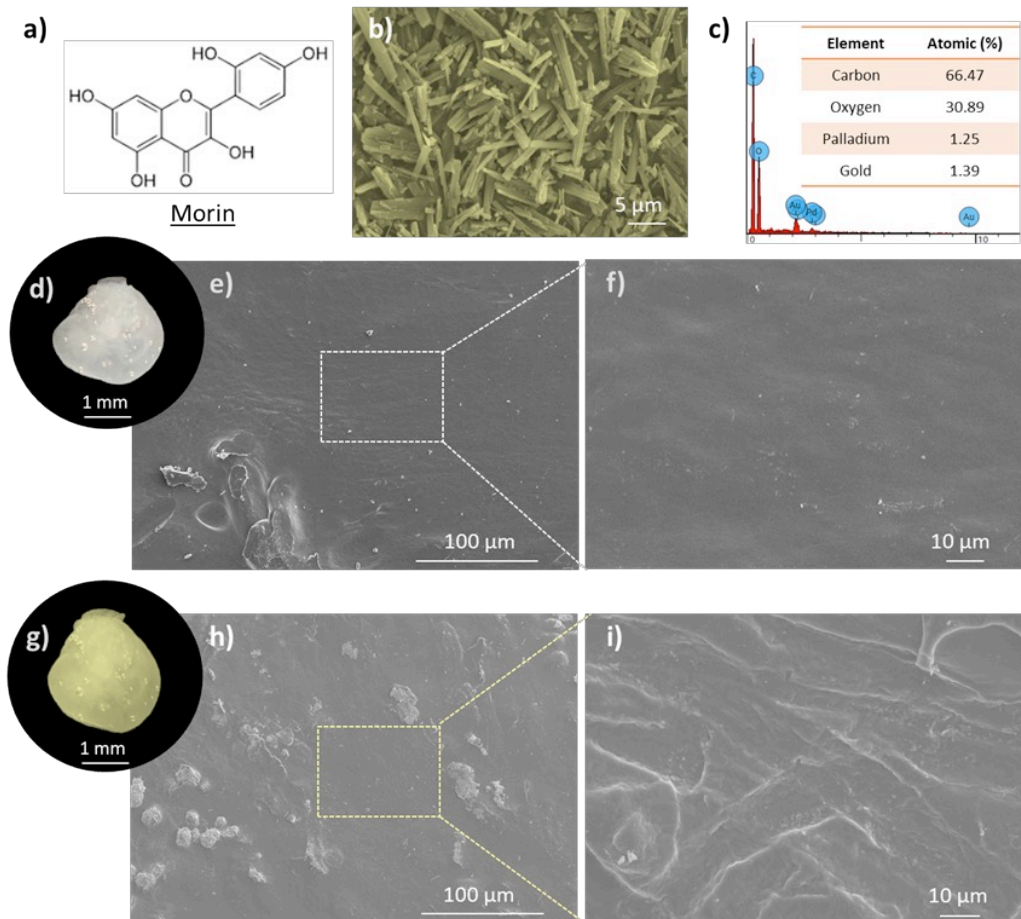 a)
HO
OH
HO
O
OH
OH
O
Morin
b)
5 µm
c)
Element Atomic (%)
Carbon 66.47
Oxygen 30.89
Palladium 1.25
Gold 1.39
C
O
Au
Pd
Au
0 10
d)
1 mm
e)
100 µm
f)
10 µm
g)
1 mm
h)
100 µm
i)
10 µm